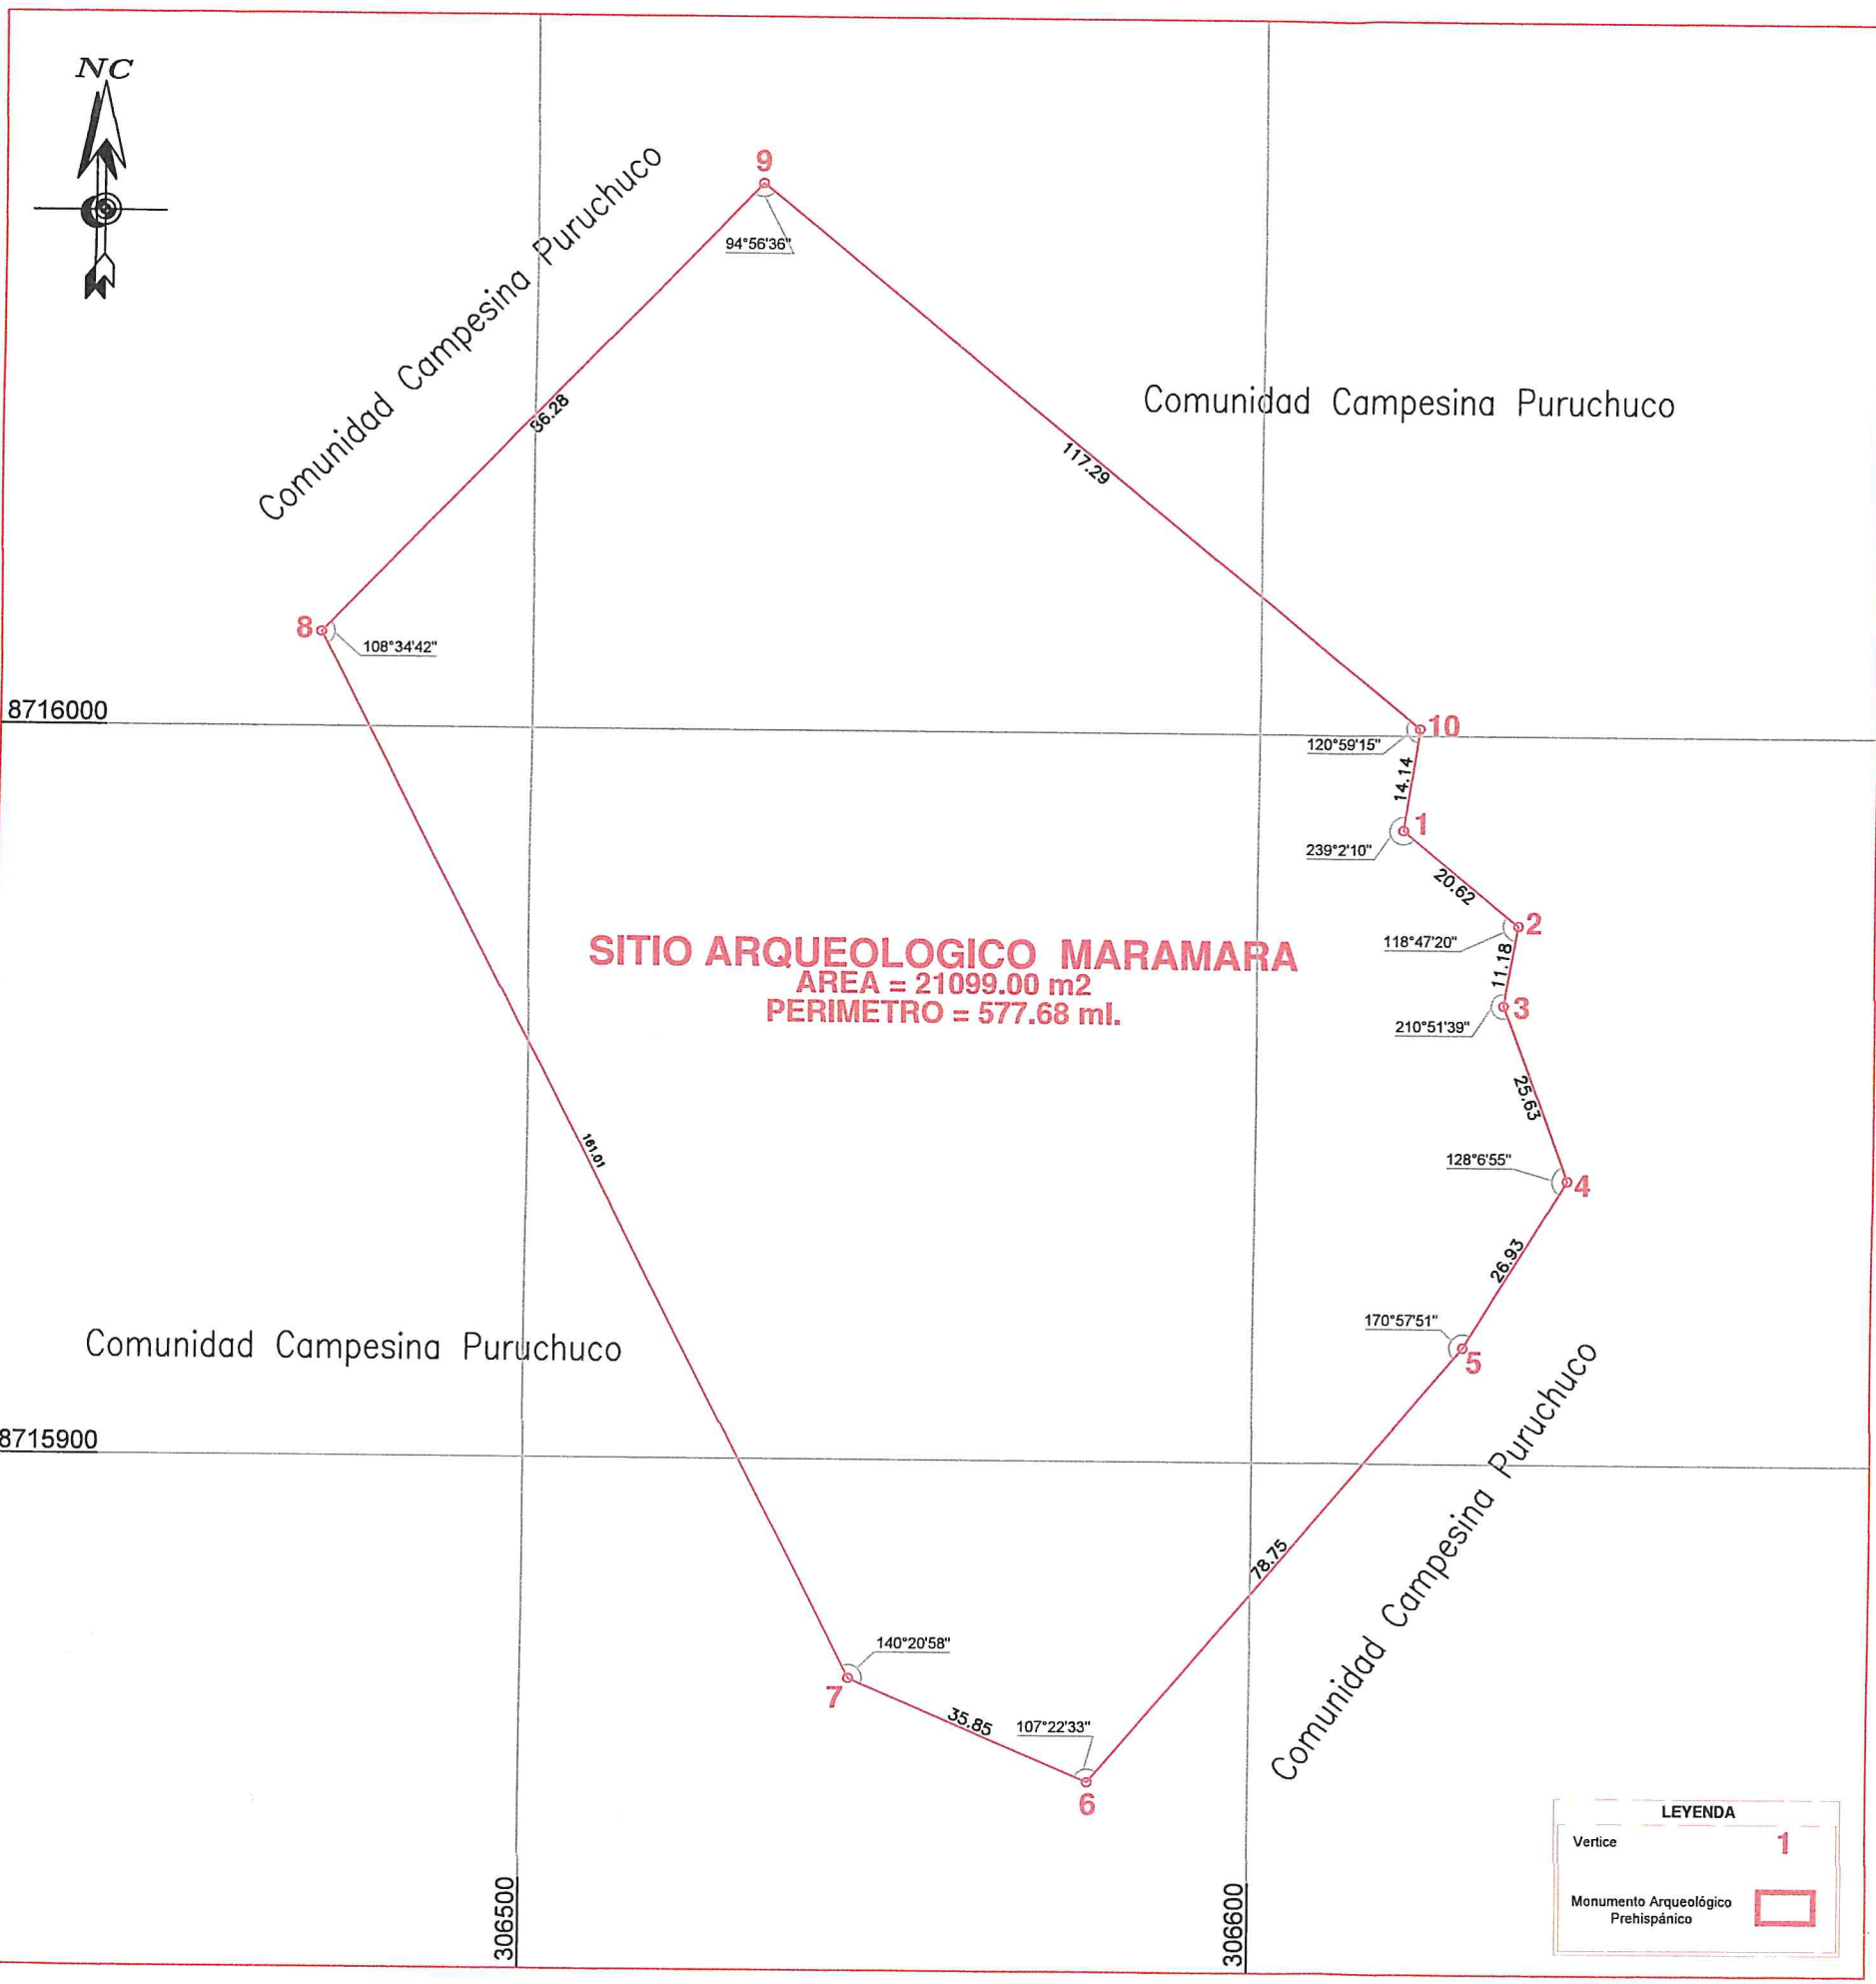 NC
9
94°56'36"
Comunidad Campesina Puruchuco
Comunidad Campesina Puruchuco
86.28
117.29
8
108°34'42"
8716000
10
120°59'15"
14.14
1
239°2'10"
20.62
2
118°47'20"
11.18
SITIO ARQUEOLOGICO MARAMARA
AREA = 21099.00 m2
PERIMETRO = 577.68 ml.
3
210°51'39"
25.63
161.01
128°6'55"
4
26.93
170°57'51"
5
Comunidad Campesina Puruchuco
8715900
Comunidad Campesina Puruchuco
78.75
140°20'58"
7
35.85
107°22'33"
6
306500
306600
LEYENDA
Vertice 1
Monumento Arqueológico
Prehispánico